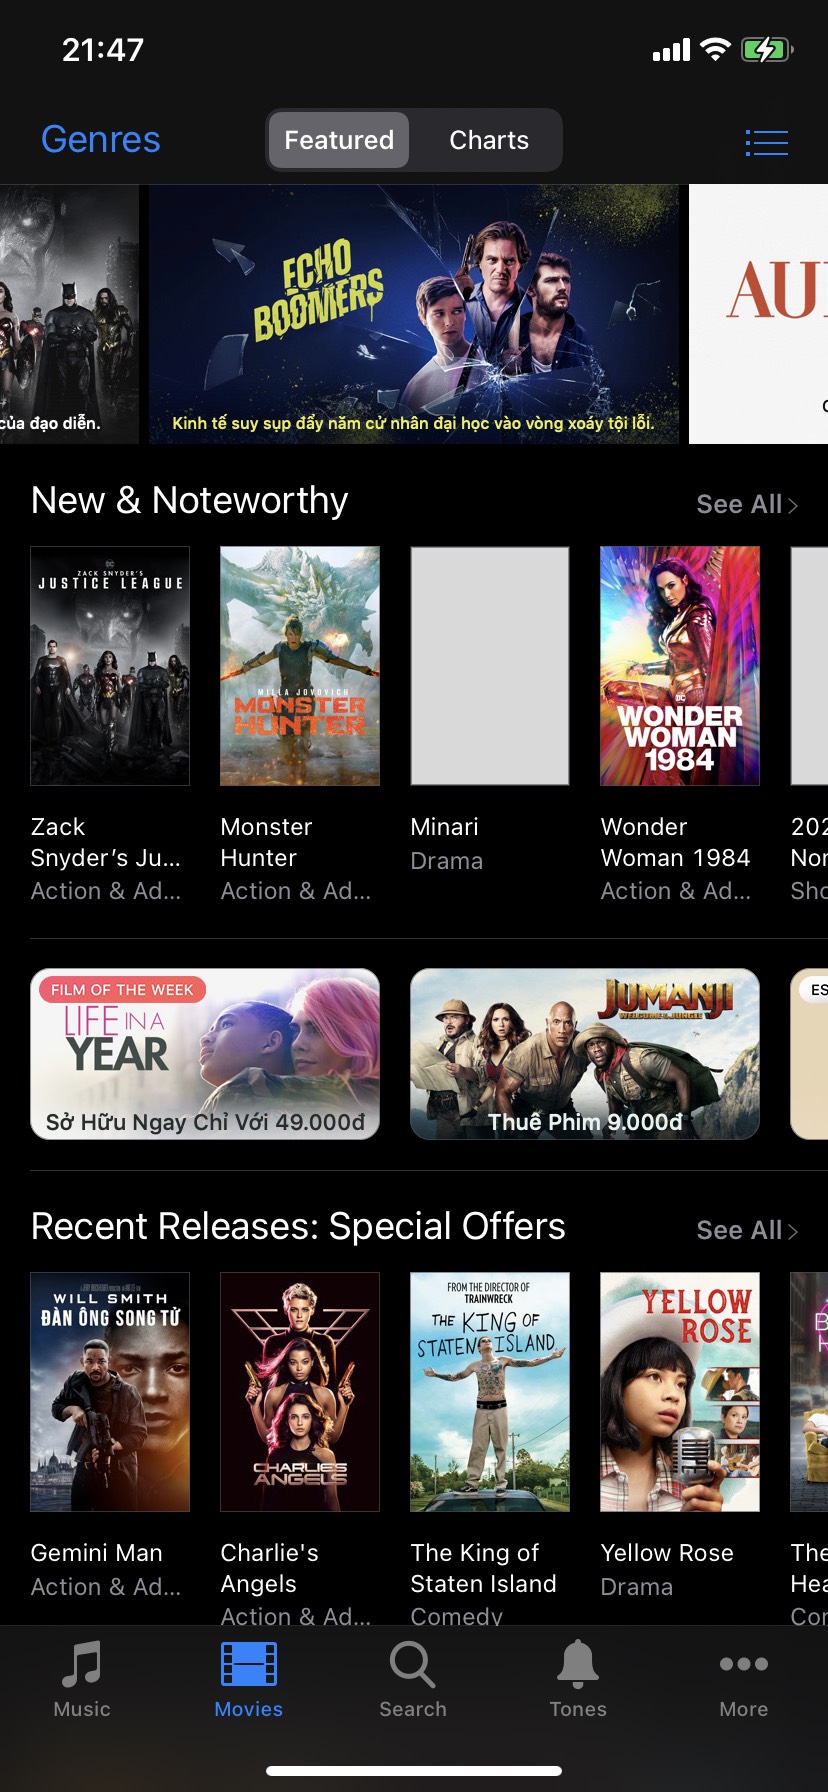 21:47
Genres
Featured
Charts
ECHO
BOOMERS
AU
của đạo diễn.
Kinh tế suy sụp đẩy năm cử nhân đại học vào vòng xoáy tội lỗi.
New & Noteworthy
See All
ZACK SNYDER'S
JUSTICE LEAGUE
MILLA JOVOVICH
MONSTER
HUNTER
WONDER
WOMAN
1984
Zack
Snyder's Ju...
Action & Ad...
Monster
Hunter
Action & Ad...
Minari
Drama
Wonder
Woman 1984
Action & Ad...
202
Nor
Sho
FILM OF THE WEEK
LIFE IN A
YEAR
Sở Hữu Ngay Chỉ Với 49.000đ
JUMANJI
WELCOME TO THE JUNGLE
Thuê Phim 9.000đ
ES
Recent Releases: Special Offers
See All
WILL SMITH
ĐÀN ÔNG SONG TỬ
CHARLIE'S
ANGELS
FROM THE DIRECTOR OF
TRAINWRECK
THE KING OF
STATEN ISLAND
YELLOW
ROSE
Gemini Man
Action & Ad...
Charlie's
Angels
Action & Ad...
The King of
Staten Island
Comedy
Yellow Rose
Drama
The
Hea
Cor
Music
Movies
Search
Tones
More